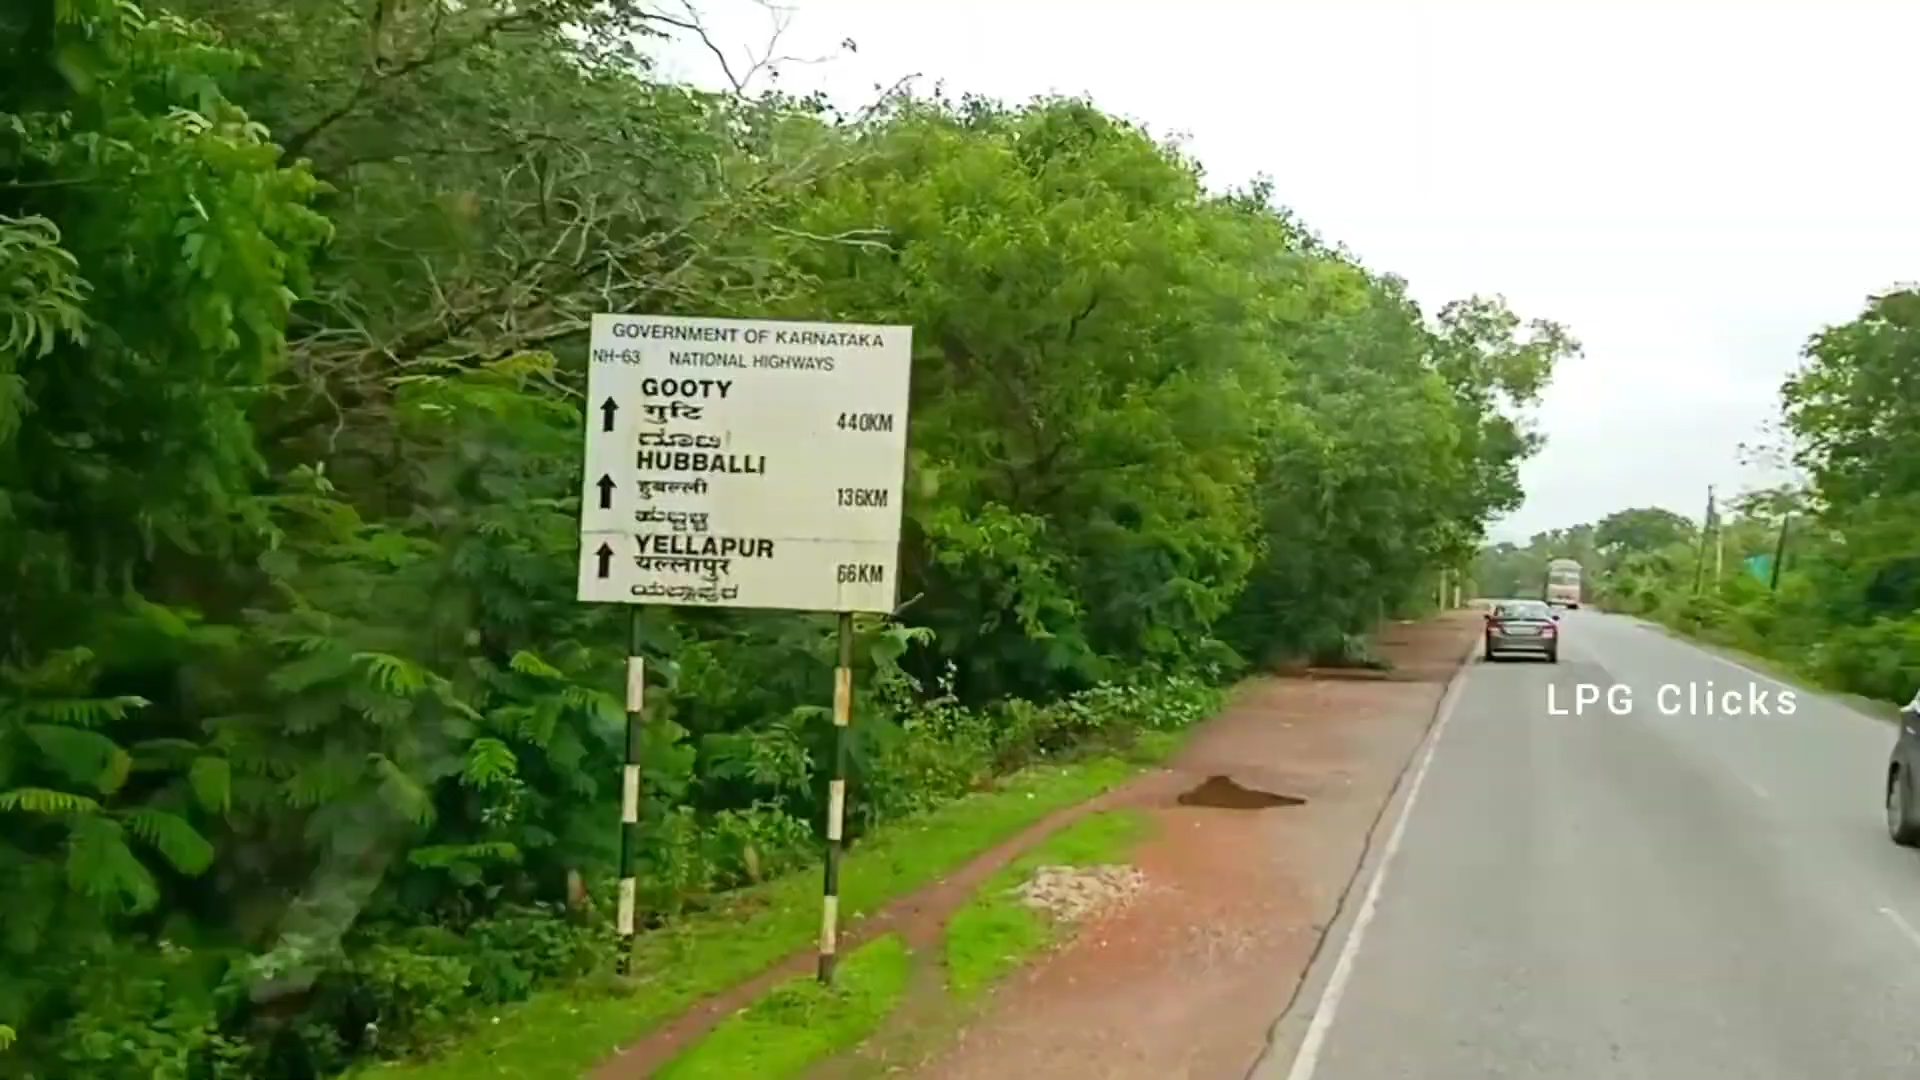 GOVERNMENT OF KARNATAKA
NH-63 NATIONAL HIGHWAYS
GOOTY
गुटि
440KM
HUBBALLI
हुबल्ली
136KM
ಹುಬ್ಬಳ್ಳಿ
YELLAPUR
यल्लापुर
66KM
ಯಲ್ಲಾಪುರ
LPG Clicks